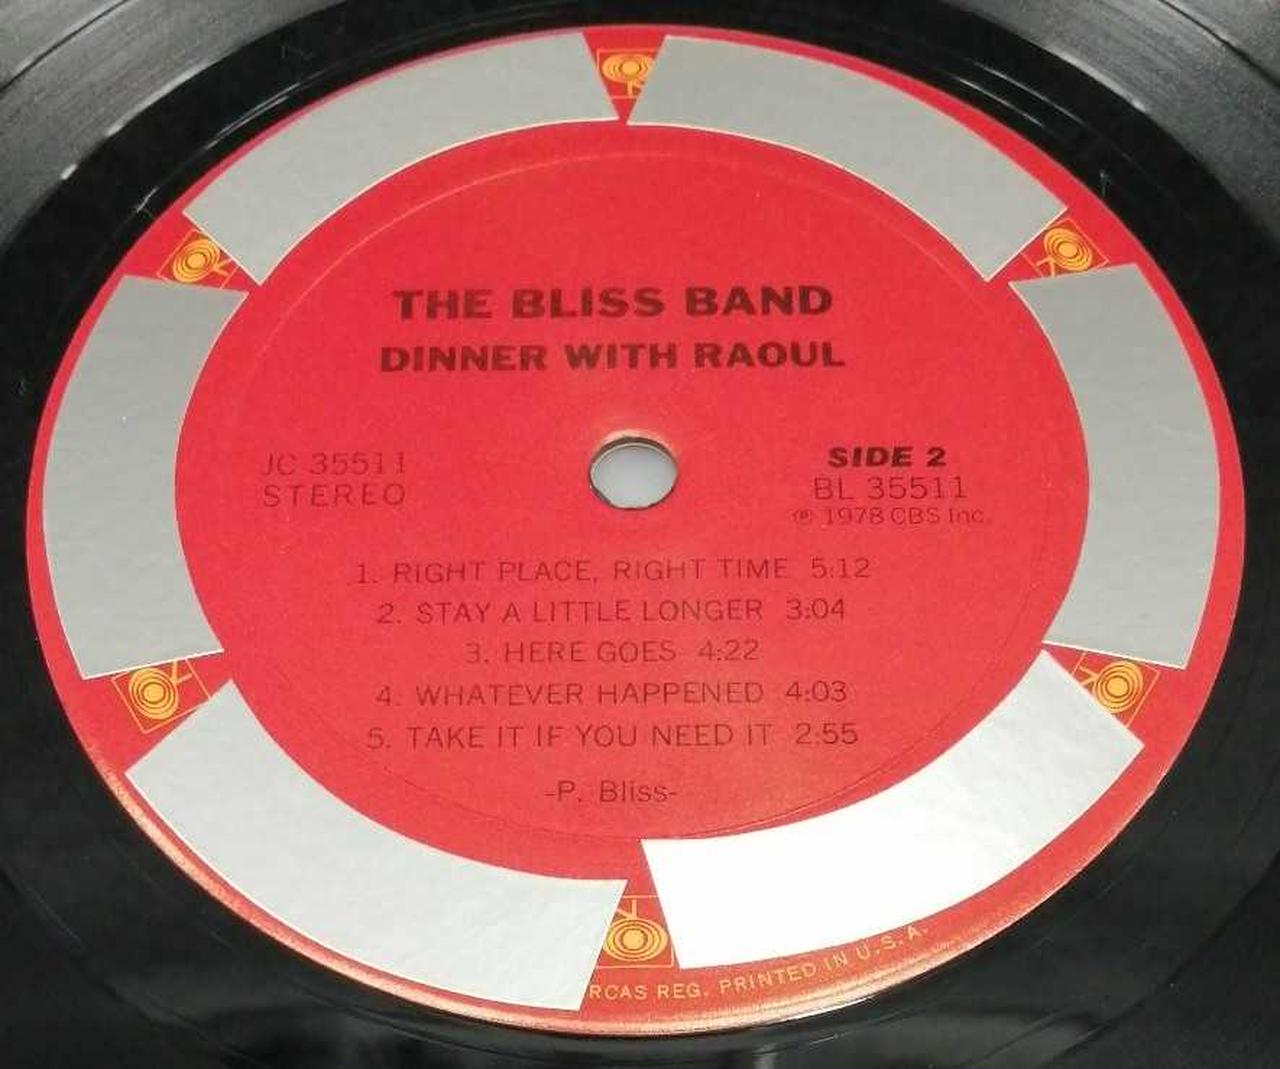 THE BLISS BAND
DINNER WITH RAOUL
JC 35511
STEREO
SIDE 2
BL 35511
℗ 1978 CBS Inc.
1. RIGHT PLACE, RIGHT TIME 5:12
2. STAY A LITTLE LONGER 3:04
3. HERE GOES 4:22
4. WHATEVER HAPPENED 4:03
5. TAKE IT IF YOU NEED IT 2:55
-P. Bliss-
RCAS REG. PRINTED IN U.S.A.